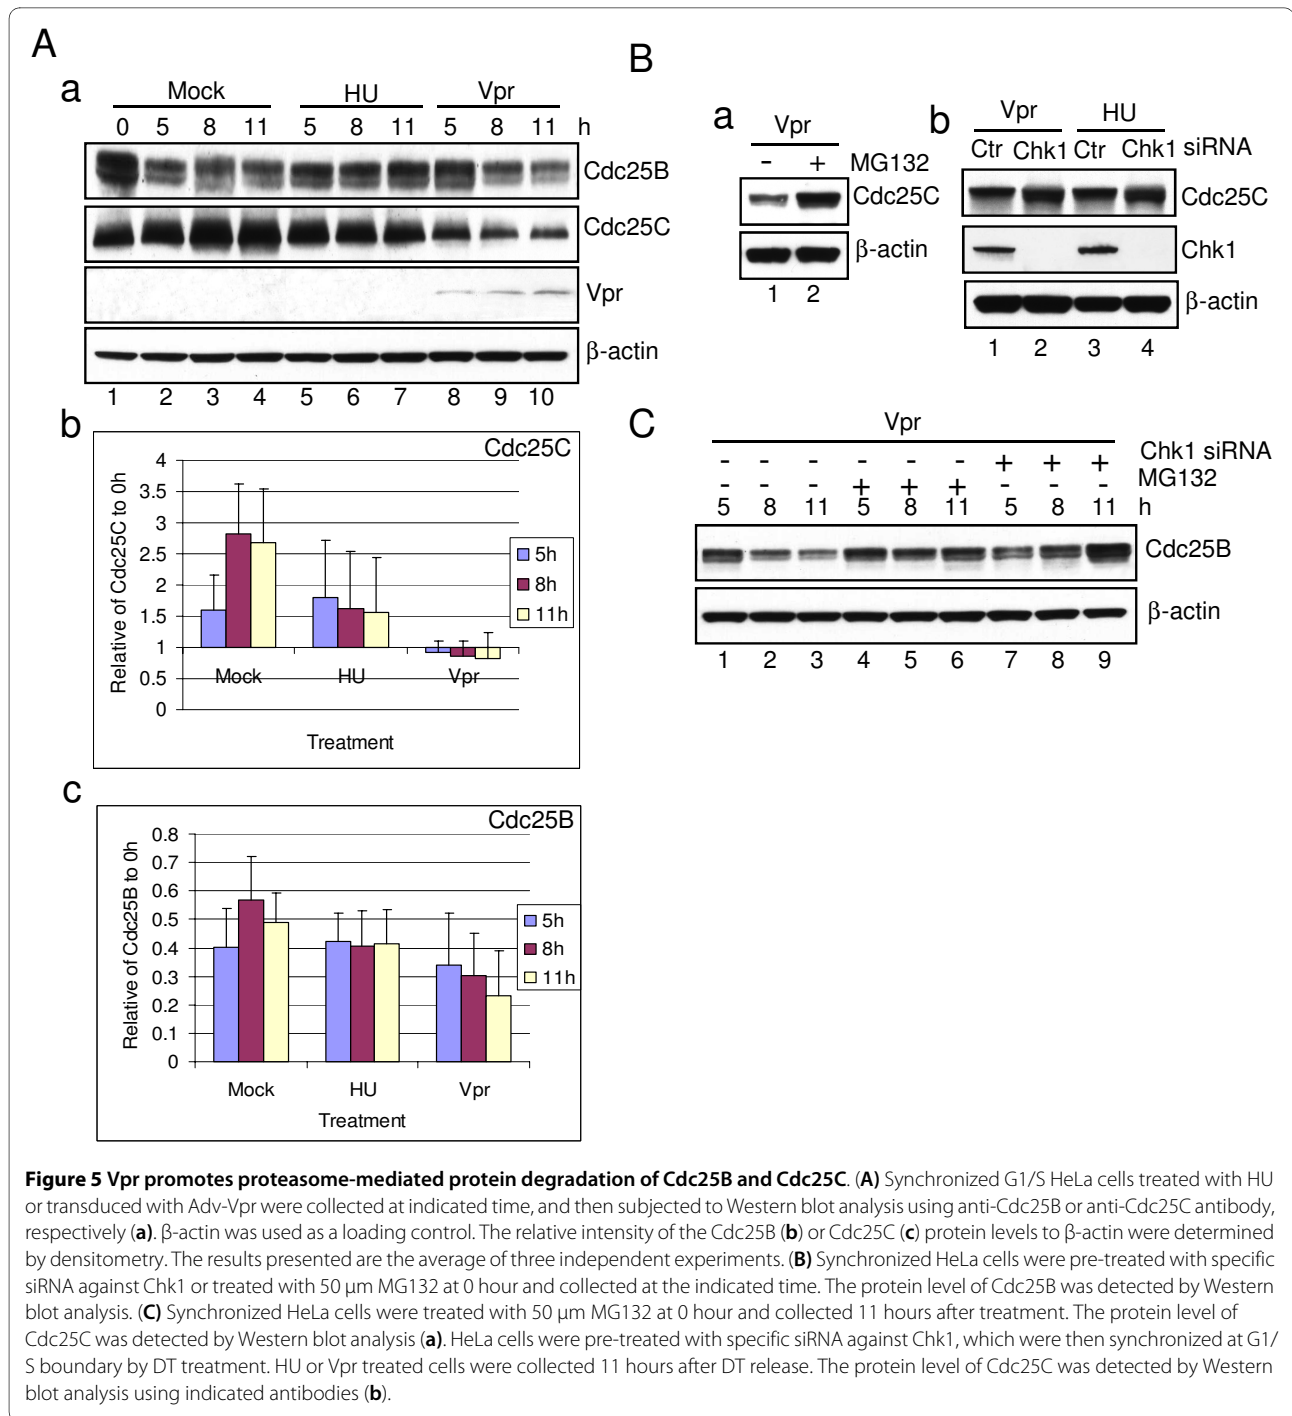 A
a
Mock HU Vpr
0 5 8 11 5 8 11 5 8 11 h
Cdc25B
Cdc25C
Vpr
β-actin
1 2 3 4 5 6 7 8 9 10
b
Cdc25C
Relative of Cdc25C to 0h
4
3.5
3
2.5
2
1.5
1
0.5
0
Mock HU Vpr
Treatment
5h
8h
11h
c
Cdc25B
Relative of Cdc25B to 0h
0.8
0.7
0.6
0.5
0.4
0.3
0.2
0.1
0
Mock HU Vpr
Treatment
5h
8h
11h
B
a
Vpr
- + MG132
Cdc25C
β-actin
1 2
b
Vpr HU
Ctr Chk1 Ctr Chk1 siRNA
Cdc25C
Chk1
β-actin
1 2 3 4
C
Vpr
- - - - - - + + + Chk1 siRNA
- - - + + + - - - MG132
5 8 11 5 8 11 5 8 11 h
Cdc25B
β-actin
1 2 3 4 5 6 7 8 9
Figure 5 Vpr promotes proteasome-mediated protein degradation of Cdc25B and Cdc25C. (A) Synchronized G1/S HeLa cells treated with HU
or transduced with Adv-Vpr were collected at indicated time, and then subjected to Western blot analysis using anti-Cdc25B or anti-Cdc25C antibody,
respectively (a). β-actin was used as a loading control. The relative intensity of the Cdc25B (b) or Cdc25C (c) protein levels to β-actin were determined
by densitometry. The results presented are the average of three independent experiments. (B) Synchronized HeLa cells were pre-treated with specific
siRNA against Chk1 or treated with 50 μm MG132 at 0 hour and collected at the indicated time. The protein level of Cdc25B was detected by Western
blot analysis. (C) Synchronized HeLa cells were treated with 50 μm MG132 at 0 hour and collected 11 hours after treatment. The protein level of
Cdc25C was detected by Western blot analysis (a). HeLa cells were pre-treated with specific siRNA against Chk1, which were then synchronized at G1/
S boundary by DT treatment. HU or Vpr treated cells were collected 11 hours after DT release. The protein level of Cdc25C was detected by Western
blot analysis using indicated antibodies (b).